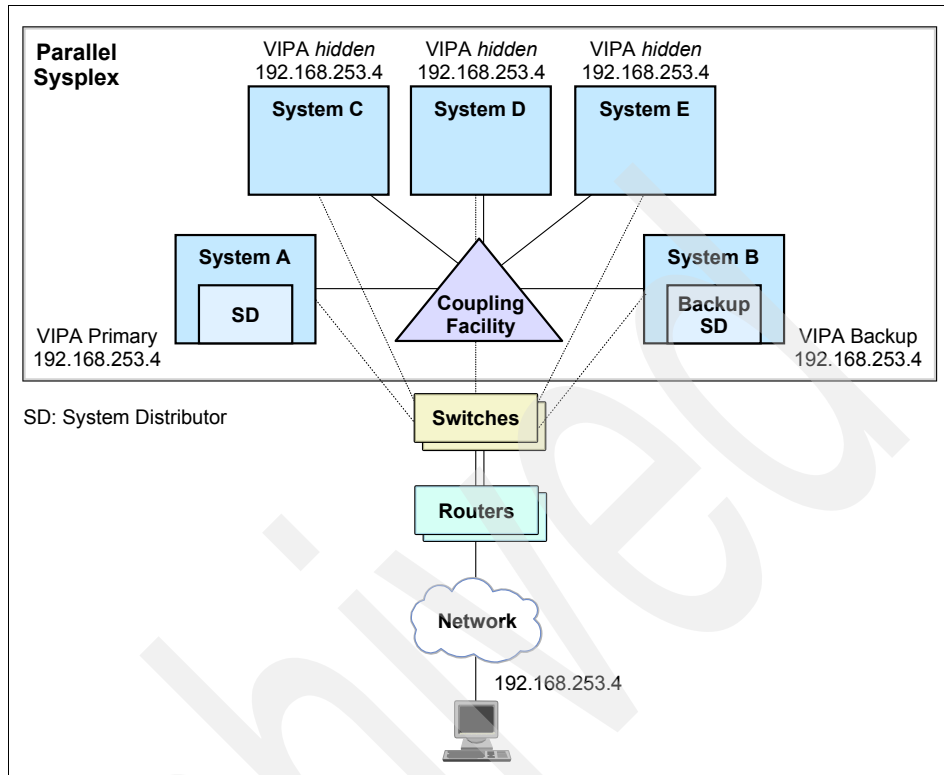 Parallel
Sysplex
VIPA hidden
192.168.253.4
VIPA hidden
192.168.253.4
VIPA hidden
192.168.253.4
System C
System D
System E
System A
SD
VIPA Primary
192.168.253.4
Coupling
Facility
System B
Backup
SD
VIPA Backup
192.168.253.4
SD: System Distributor
Switches
Routers
Network
192.168.253.4
hived